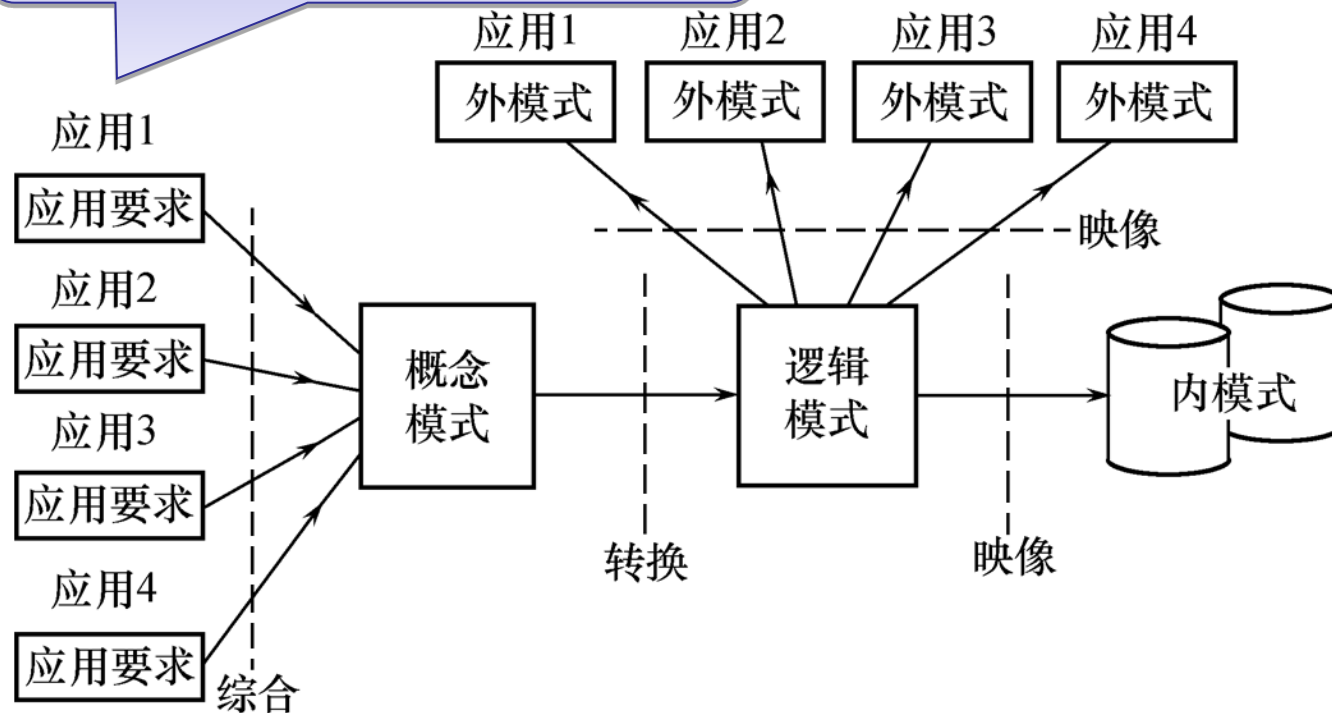 应用1
应用2
应用3
应用4
外模式
外模式
外模式
外模式
映像
应用1
应用要求
应用2
应用要求
应用3
应用要求
应用4
应用要求
综合
概念
模式
转换
逻辑
模式
映像
内模式